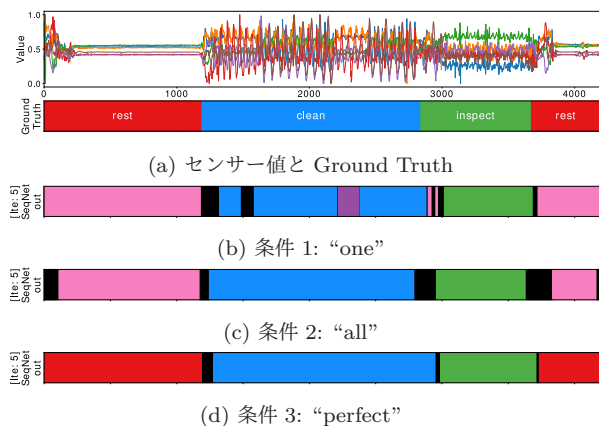 Value
1.0
0.5
0.0
0
1000
2000
3000
4000
Ground
Truth
rest
clean
inspect
rest
(a) センサー値と Ground Truth
[Ite: 5]
SeqNet
out
(b) 条件 1: “one”
[Ite: 5]
SeqNet
out
(c) 条件 2: “all”
[Ite: 5]
SeqNet
out
(d) 条件 3: “perfect”